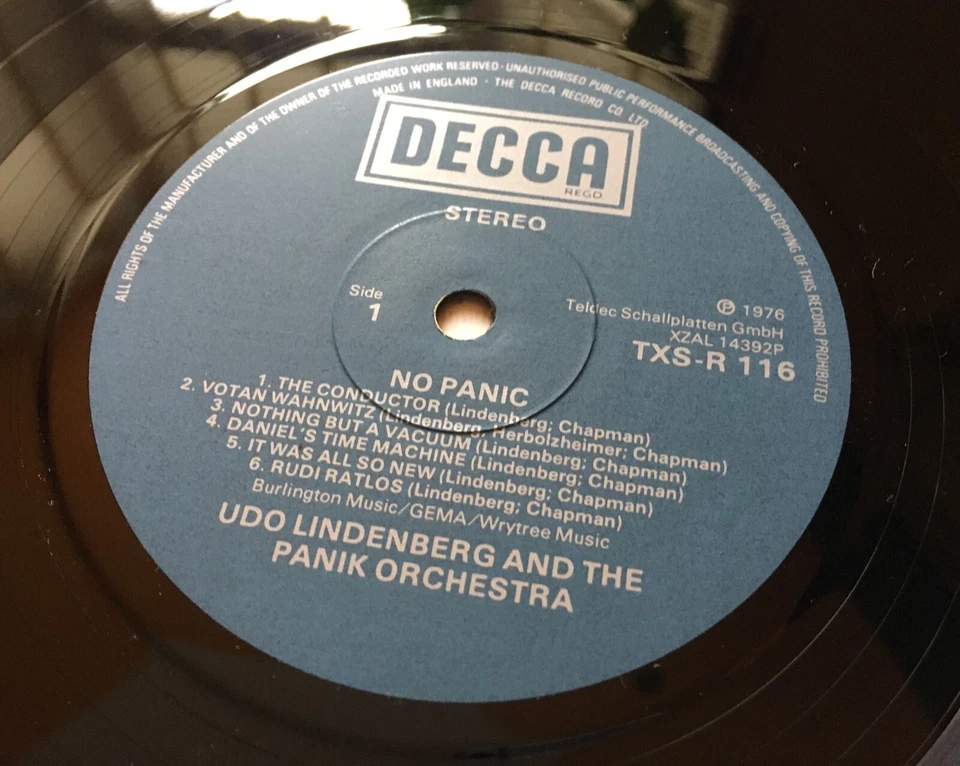 ALL RIGHTS OF THE MANUFACTURER AND OF THE OWNER OF THE RECORDED WORK RESERVED · UNAUTHORISED PUBLIC PERFORMANCE BROADCASTING AND COPYING OF THIS RECORD PROHIBITED
MADE IN ENGLAND · THE DECCA RECORD CO. LTD
DECCA
REGD
STEREO
Side
1
℗ 1976
Teldec Schallplatten GmbH
XZAL 14392P
TXS-R 116
NO PANIC
1. THE CONDUCTOR (Lindenberg; Chapman)
2. VOTAN WAHNWITZ (Lindenberg; Herbolzheimer; Chapman)
3. NOTHING BUT A VACUUM (Lindenberg; Chapman)
4. DANIEL'S TIME MACHINE (Lindenberg; Chapman)
5. IT WAS ALL SO NEW (Lindenberg; Chapman)
6. RUDI RATLOS (Lindenberg; Chapman)
Burlington Music/GEMA/Wrytree Music
UDO LINDENBERG AND THE
PANIK ORCHESTRA